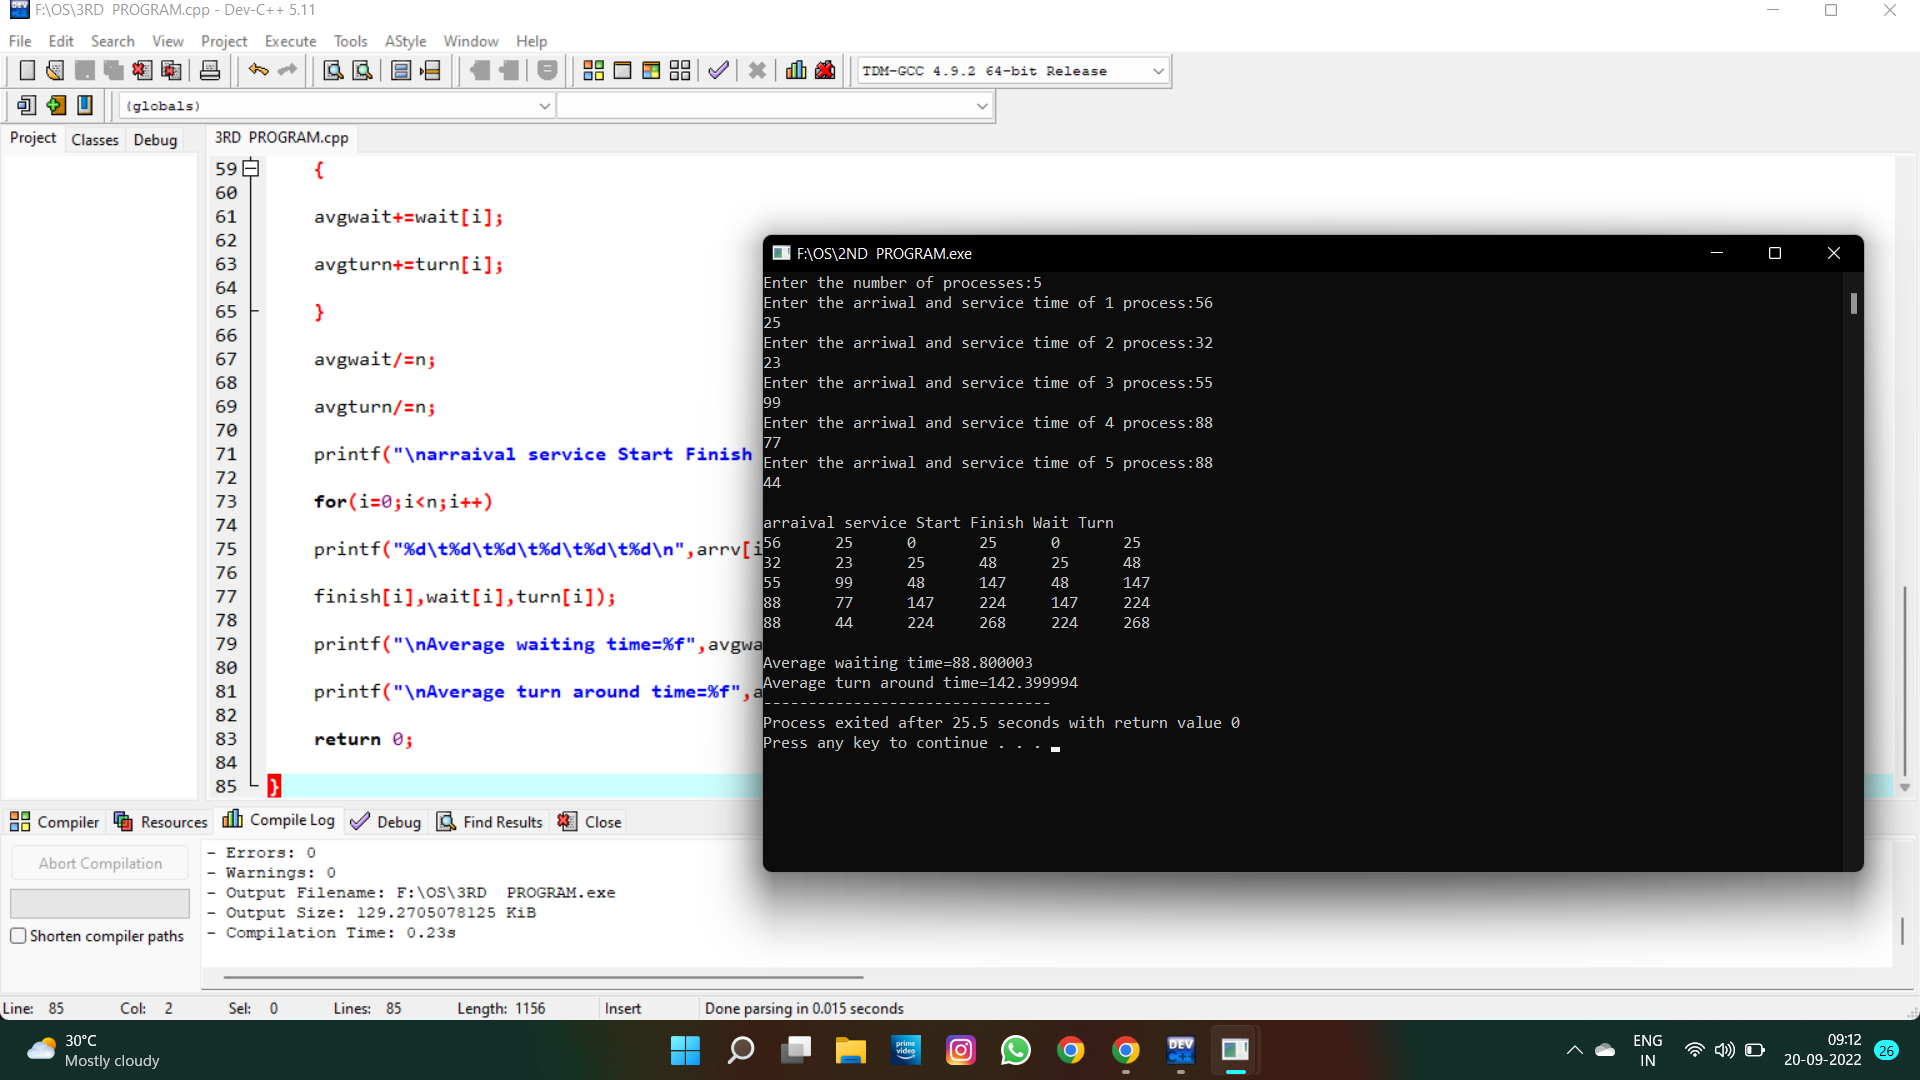 F:\OS\3RD  PROGRAM.cpp - Dev-C++ 5.11
File Edit Search View Project Execute Tools AStyle Window Help
TDM-GCC 4.9.2 64-bit Release
(globals)
Project Classes Debug
3RD  PROGRAM.cpp
59 {
60
61 avgwait+=wait[i];
62
63 avgturn+=turn[i];
64
65 }
66
67 avgwait/=n;
68
69 avgturn/=n;
70
71 printf("\narraival service Start Finish
72
73 for(i=0;i<n;i++)
74
75 printf("%d\t%d\t%d\t%d\t%d\t%d\n",arrv[i
76
77 finish[i],wait[i],turn[i]);
78
79 printf("\nAverage waiting time=%f",avgwa
80
81 printf("\nAverage turn around time=%f",a
82
83 return 0;
84
85 }
F:\OS\2ND  PROGRAM.exe
Enter the number of processes:5
Enter the arriwal and service time of 1 process:56
25
Enter the arriwal and service time of 2 process:32
23
Enter the arriwal and service time of 3 process:55
99
Enter the arriwal and service time of 4 process:88
77
Enter the arriwal and service time of 5 process:88
44
arraival service Start Finish Wait Turn
56 25 0 25 0 25
32 23 25 48 25 48
55 99 48 147 48 147
88 77 147 224 147 224
88 44 224 268 224 268
Average waiting time=88.800003
Average turn around time=142.399994
--------------------------------
Process exited after 25.5 seconds with return value 0
Press any key to continue . . .
Compiler Resources Compile Log Debug Find Results Close
Abort Compilation
Shorten compiler paths
- Errors: 0
- Warnings: 0
- Output Filename: F:\OS\3RD  PROGRAM.exe
- Output Size: 129.2705078125 KiB
- Compilation Time: 0.23s
Line: 85 Col: 2 Sel: 0 Lines: 85 Length: 1156 Insert Done parsing in 0.015 seconds
30°C
Mostly cloudy
prime video
DEV C++
ENG
IN
09:12
20-09-2022
26